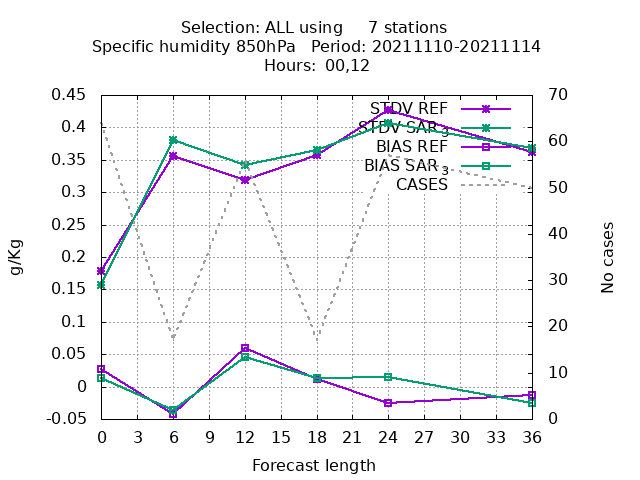 Selection: ALL using 7 stations
Specific humidity 850hPa Period: 20211110-20211114
Hours: 00,12
0.45
0.4
0.35
0.3
0.25
0.2
0.15
0.1
0.05
0
-0.05
g/Kg
STDV REF
STDV SAR₃
BIAS REF
BIAS SAR₃
CASES
70
60
50
40
30
20
10
0
No cases
0 3 6 9 12 15 18 21 24 27 30 33 36
Forecast length